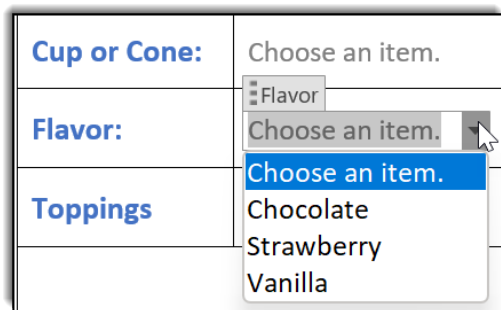 Cup or Cone:
Choose an item.
Flavor
Flavor:
Choose an item.
Choose an item.
Chocolate
Toppings
Strawberry
Vanilla